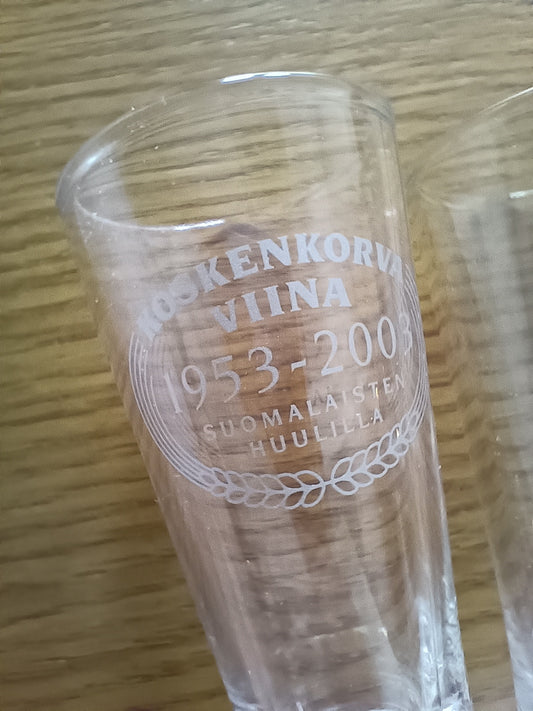 KOSKENKORVA
VIINA
1953-2003
SUOMALAISTEN
HUULILLA